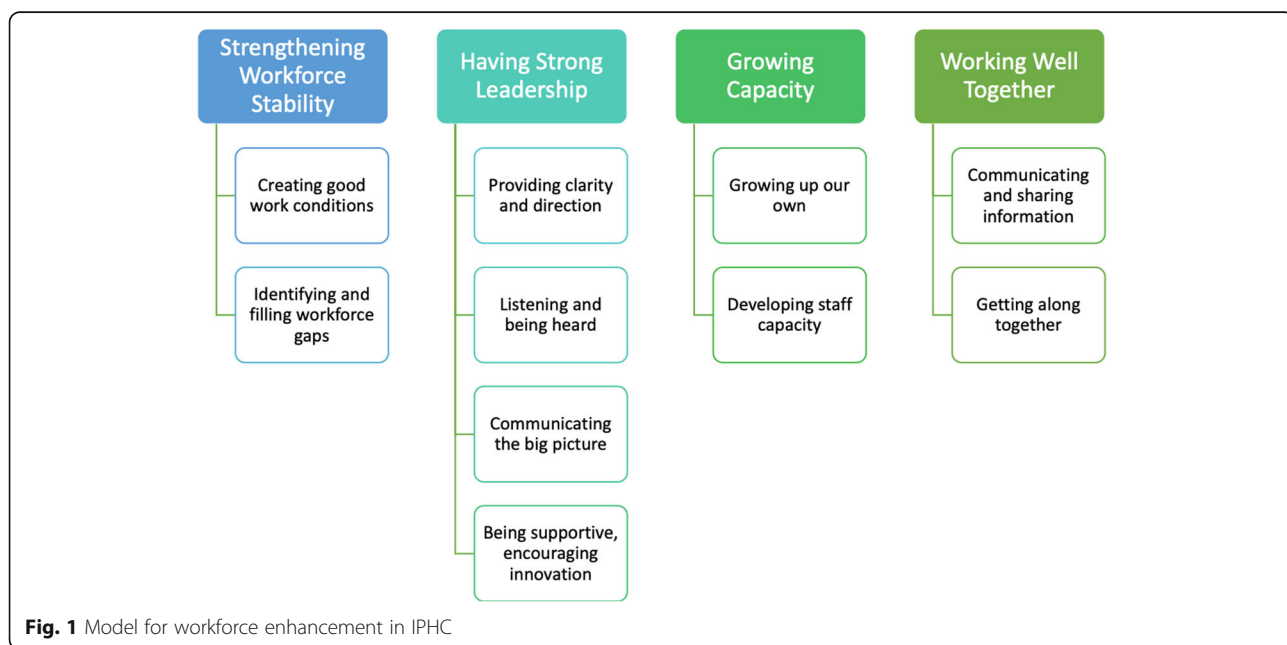 Strengthening
Workforce
Stability
Creating good
work conditions
Identifying and
filling workforce
gaps
Having Strong
Leadership
Providing clarity
and direction
Listening and
being heard
Communicating
the big picture
Being supportive,
encouraging
innovation
Growing
Capacity
Growing up our
own
Developing staff
capacity
Working Well
Together
Communicating
and sharing
information
Getting along
together
Fig. 1 Model for workforce enhancement in IPHC